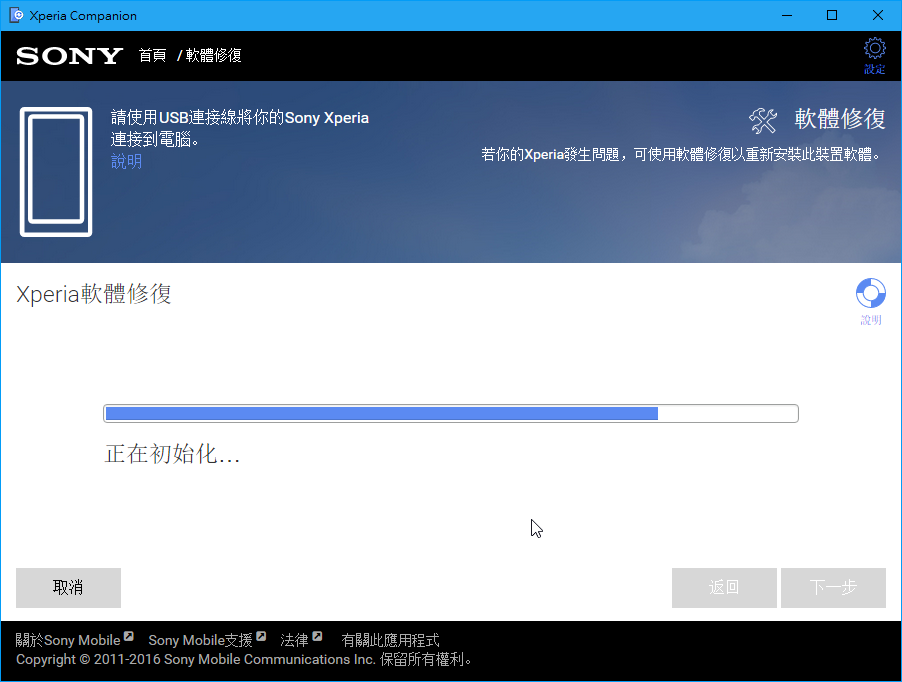 Xperia Companion
SONY 首頁 / 軟體修復
設定
請使用USB連接線將你的Sony Xperia
連接到電腦。
說明
軟體修復
若你的Xperia發生問題，可使用軟體修復以重新安裝此裝置軟體。
Xperia軟體修復
說明
正在初始化...
取消 返回 下一步
關於Sony Mobile Sony Mobile支援 法律 有關此應用程式
Copyright © 2011-2016 Sony Mobile Communications Inc. 保留所有權利。